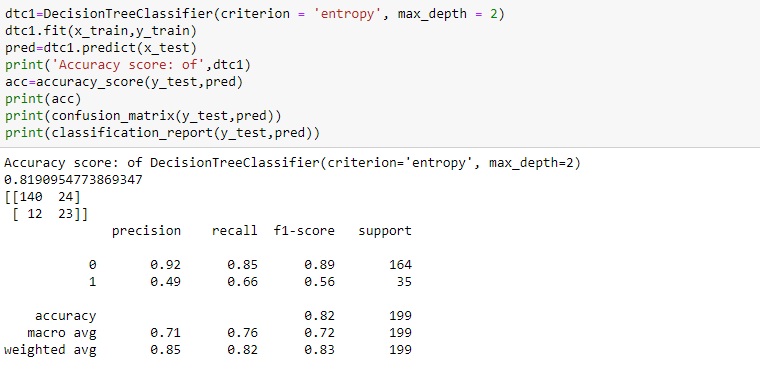 dtc1=DecisionTreeClassifier(criterion = 'entropy', max_depth = 2)
dtc1.fit(x_train,y_train)
pred=dtc1.predict(x_test)
print('Accuracy score: of',dtc1)
acc=accuracy_score(y_test,pred)
print(acc)
print(confusion_matrix(y_test,pred))
print(classification_report(y_test,pred))
Accuracy score: of DecisionTreeClassifier(criterion='entropy', max_depth=2)
0.8190954773869347
[[140  24]
 [ 12  23]]
              precision    recall  f1-score   support

           0       0.92      0.85      0.89       164
           1       0.49      0.66      0.56        35

    accuracy                           0.82       199
   macro avg       0.71      0.76      0.72       199
weighted avg       0.85      0.82      0.83       199